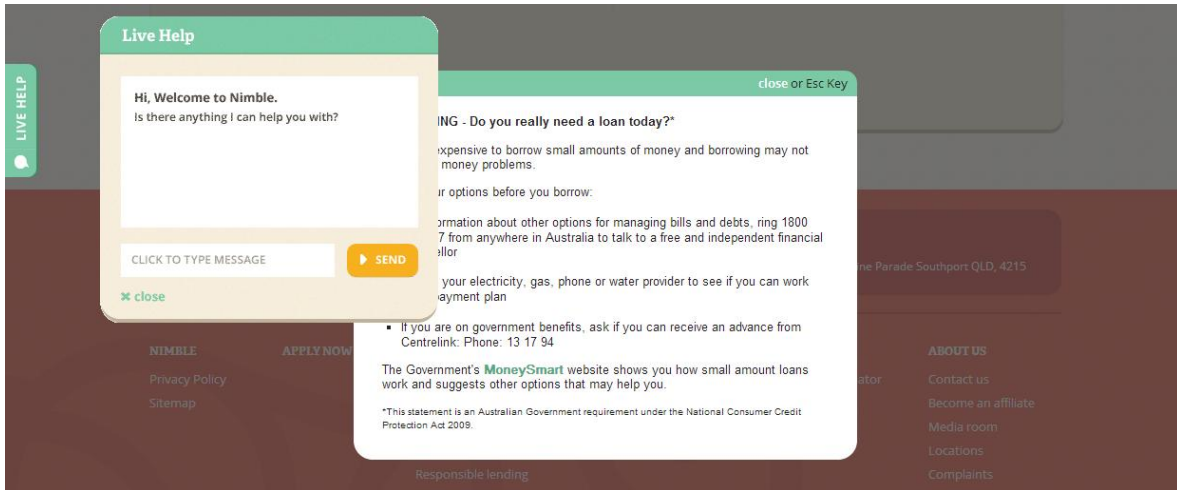 Live Help
Hi, Welcome to Nimble.
Is there anything I can help you with?
CLICK TO TYPE MESSAGE
SEND
close
LIVE HELP
close or Esc Key
ING - Do you really need a loan today?*
expensive to borrow small amounts of money and borrowing may not
money problems.
ur options before you borrow:
ormation about other options for managing bills and debts, ring 1800
7 from anywhere in Australia to talk to a free and independent financial
ellor
your electricity, gas, phone or water provider to see if you can work
payment plan
If you are on government benefits, ask if you can receive an advance from
Centrelink: Phone: 13 17 94
The Government's MoneySmart website shows you how small amount loans
work and suggests other options that may help you.
*This statement is an Australian Government requirement under the National Consumer Credit
Protection Act 2009.
ine Parade Southport QLD, 4215
NIMBLE
Privacy Policy
Sitemap
APPLY NOW
Responsible lending
ator
ABOUT US
Contact us
Become an affiliate
Media room
Locations
Complaints